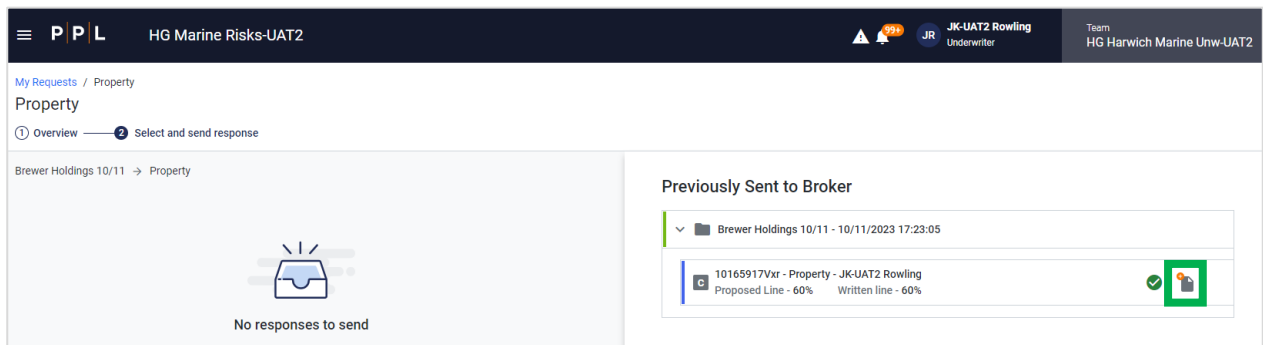 P|P|L
HG Marine Risks-UAT2
99+
JR
JK-UAT2 Rowling
Underwriter
Team
HG Harwich Marine Unw-UAT2
My Requests / Property
Property
1 Overview 2 Select and send response
Brewer Holdings 10/11 → Property
No responses to send
Previously Sent to Broker
Brewer Holdings 10/11 - 10/11/2023 17:23:05
C
10165917Vxr - Property - JK-UAT2 Rowling
Proposed Line - 60% Written line - 60%